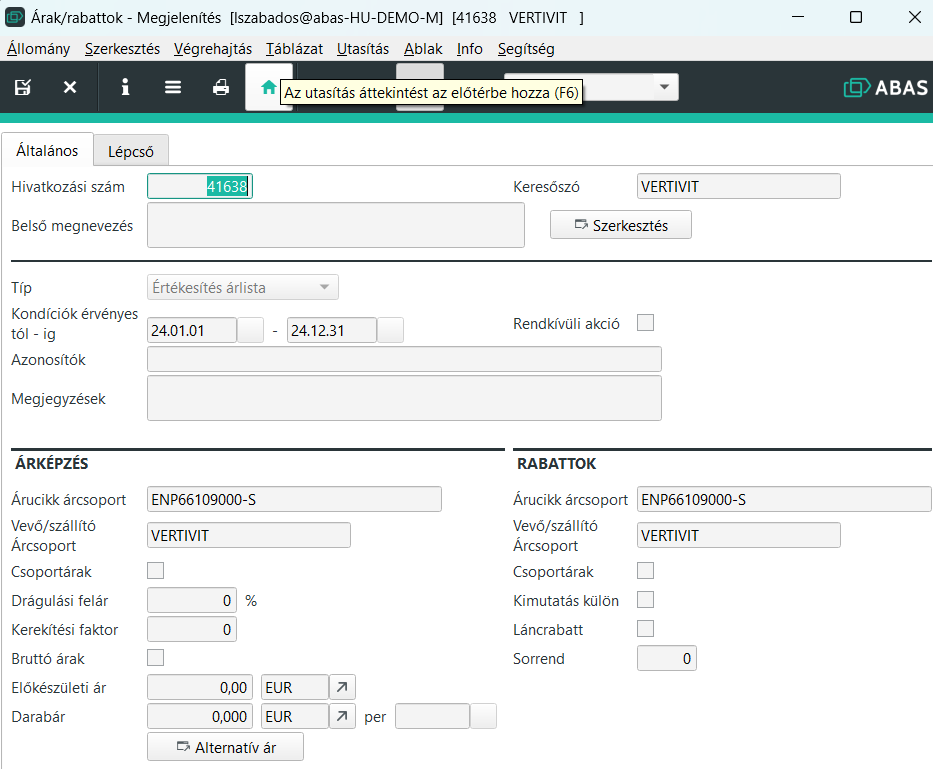 Árak/rabattok - Megjelenítés [lszabados@abas-HU-DEMO-M] [41638 VERTIVIT ]
Állomány Szerkesztés Végrehajtás Táblázat Utasítás Ablak Info Segítség
Az utasítás áttekintést az előtérbe hozza (F6)
ABAS
Általános Lépcső
Hivatkozási szám 41638 Keresőszó VERTIVIT
Belső megnevezés Szerkesztés
Típ Értékesítés árlista
Kondíciók érvényes
tól - ig 24.01.01 - 24.12.31 Rendkívüli akció
Azonosítók
Megjegyzések
ÁRKÉPZÉS RABATTOK
Árucikk árcsoport ENP66109000-S Árucikk árcsoport ENP66109000-S
Vevő/szállító
Árcsoport VERTIVIT Vevő/szállító
Árcsoport VERTIVIT
Csoportárak Csoportárak
Drágulási felár 0 % Kimutatás külön
Kerekítési faktor 0 Láncrabatt
Bruttó árak Sorrend 0
Előkészületi ár 0,00 EUR
Darabár 0,000 EUR per
Alternatív ár